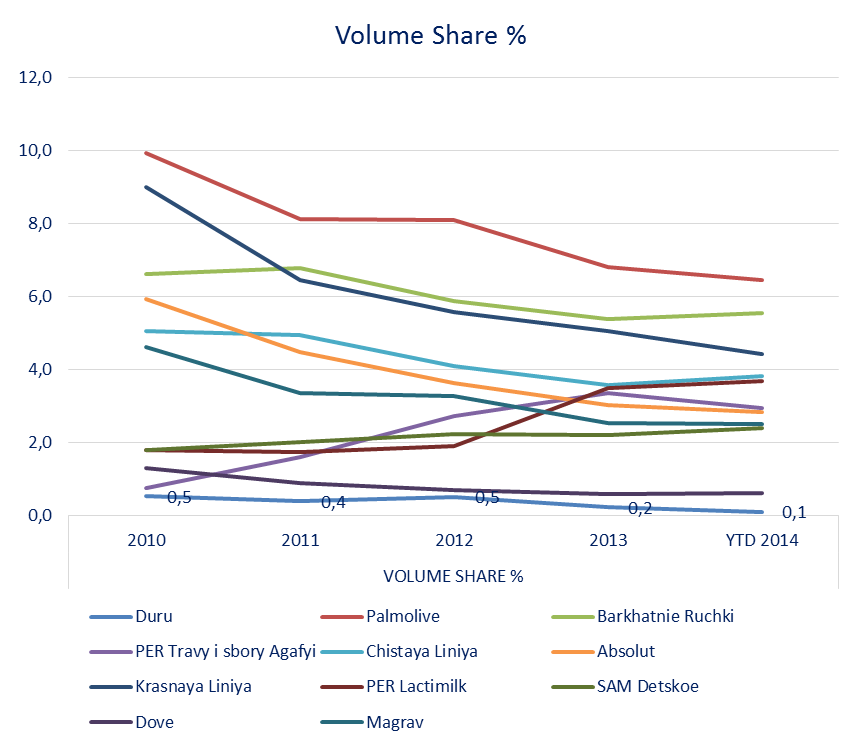 Volume Share %
12,0
10,0
8,0
6,0
4,0
2,0
0,0
0,5
0,4
0,5
0,2
0,1
2010 2011 2012 2013 YTD 2014
VOLUME SHARE %
Duru Palmolive Barkhatnie Ruchki
PER Travy i sbory Agafyi Chistaya Liniya Absolut
Krasnaya Liniya PER Lactimilk SAM Detskoe
Dove Magrav